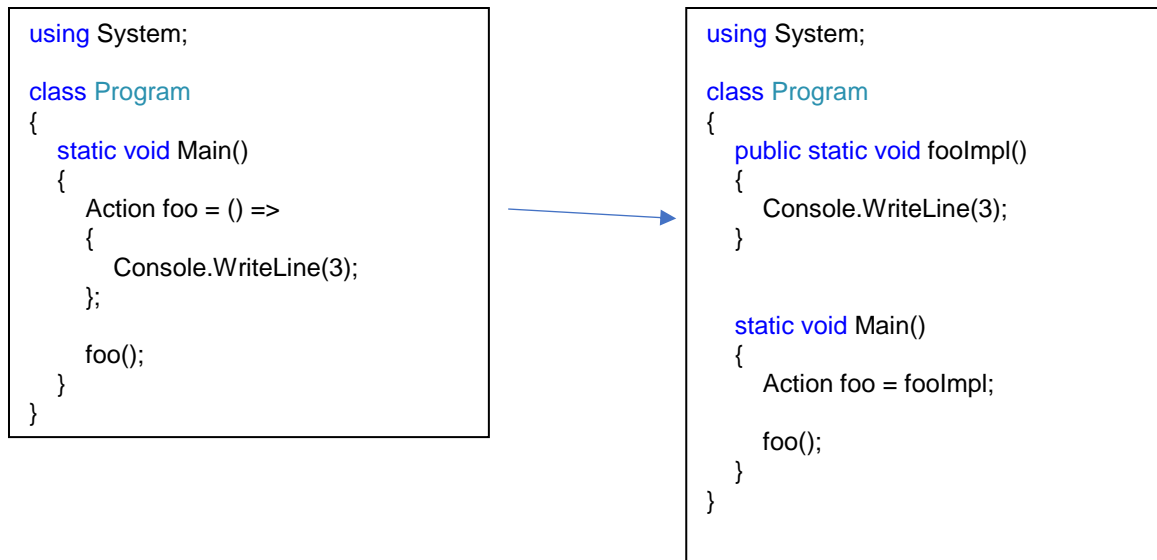 using System;
class Program
{
static void Main()
{
Action foo = () =>
{
Console.WriteLine(3);
};
foo();
}
}
using System;
class Program
{
public static void fooImpl()
{
Console.WriteLine(3);
}
static void Main()
{
Action foo = fooImpl;
foo();
}
}